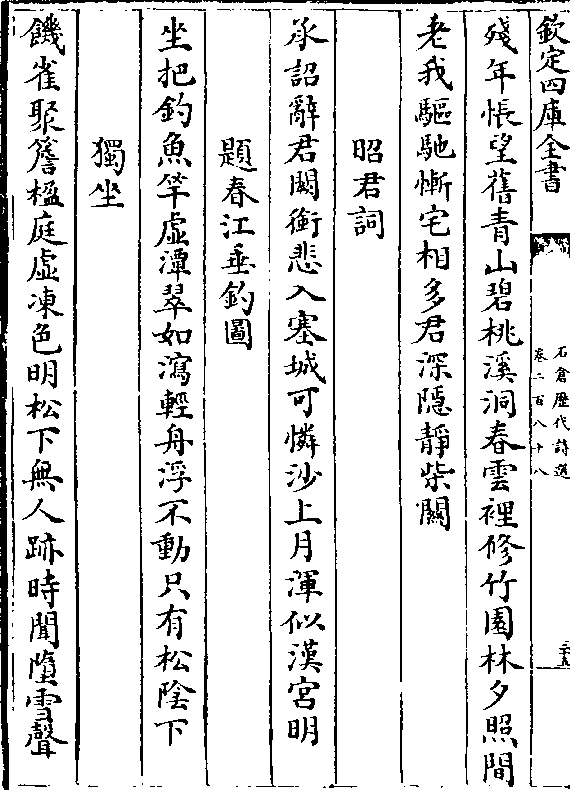 欽定四庫全書
石倉歷代詩選
卷二百八十八
殘年悵望舊青山碧桃溪洞春雲裡修竹園林夕照間
老我驅馳慚宅相多君深隱靜柴關
昭君詞
承詔辭君闕銜悲入塞城可憐沙上月渾似漢宮明
題春江垂釣圖
坐把釣魚竿虛潭翠如瀉輕舟浮不動只有松陰下
獨坐
饑雀聚簷楹庭虛凍色明松下無人跡時聞墮雪聲